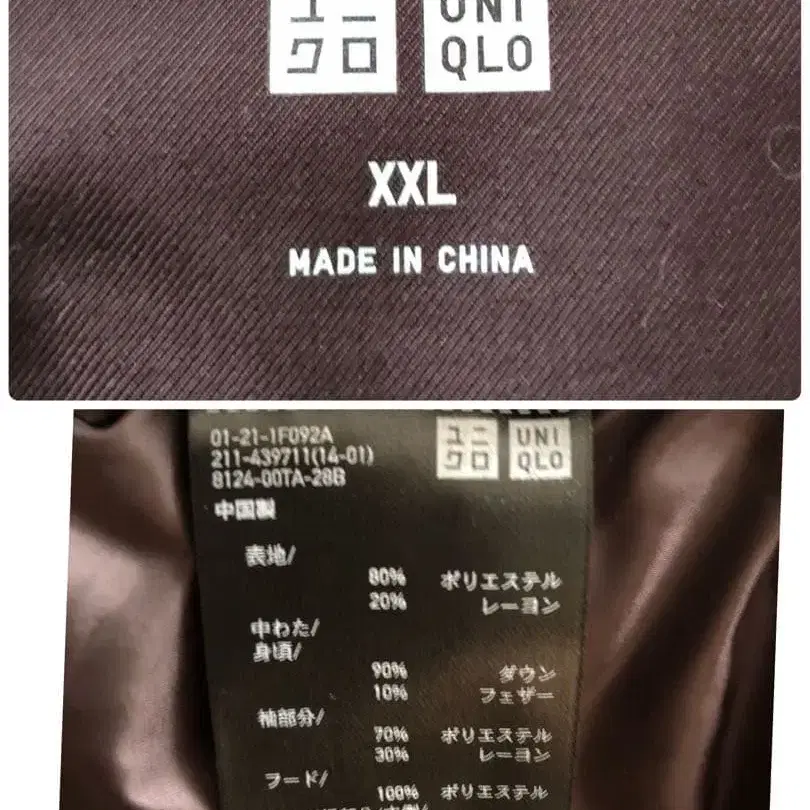 ユニ UNI
クロ QLO
XXL
MADE IN CHINA
01-21-1F092A
211-439711(14-01)
8124-00TA-28B
ユニ UNI
クロ QLO
中国製
表地/
80% ポリエステル
20% レーヨン
中わた/
身頃/
90% ダウン
10% フェザー
袖部分/
70% ポリエステル
30% レーヨン
フード/
100% ポリエステル